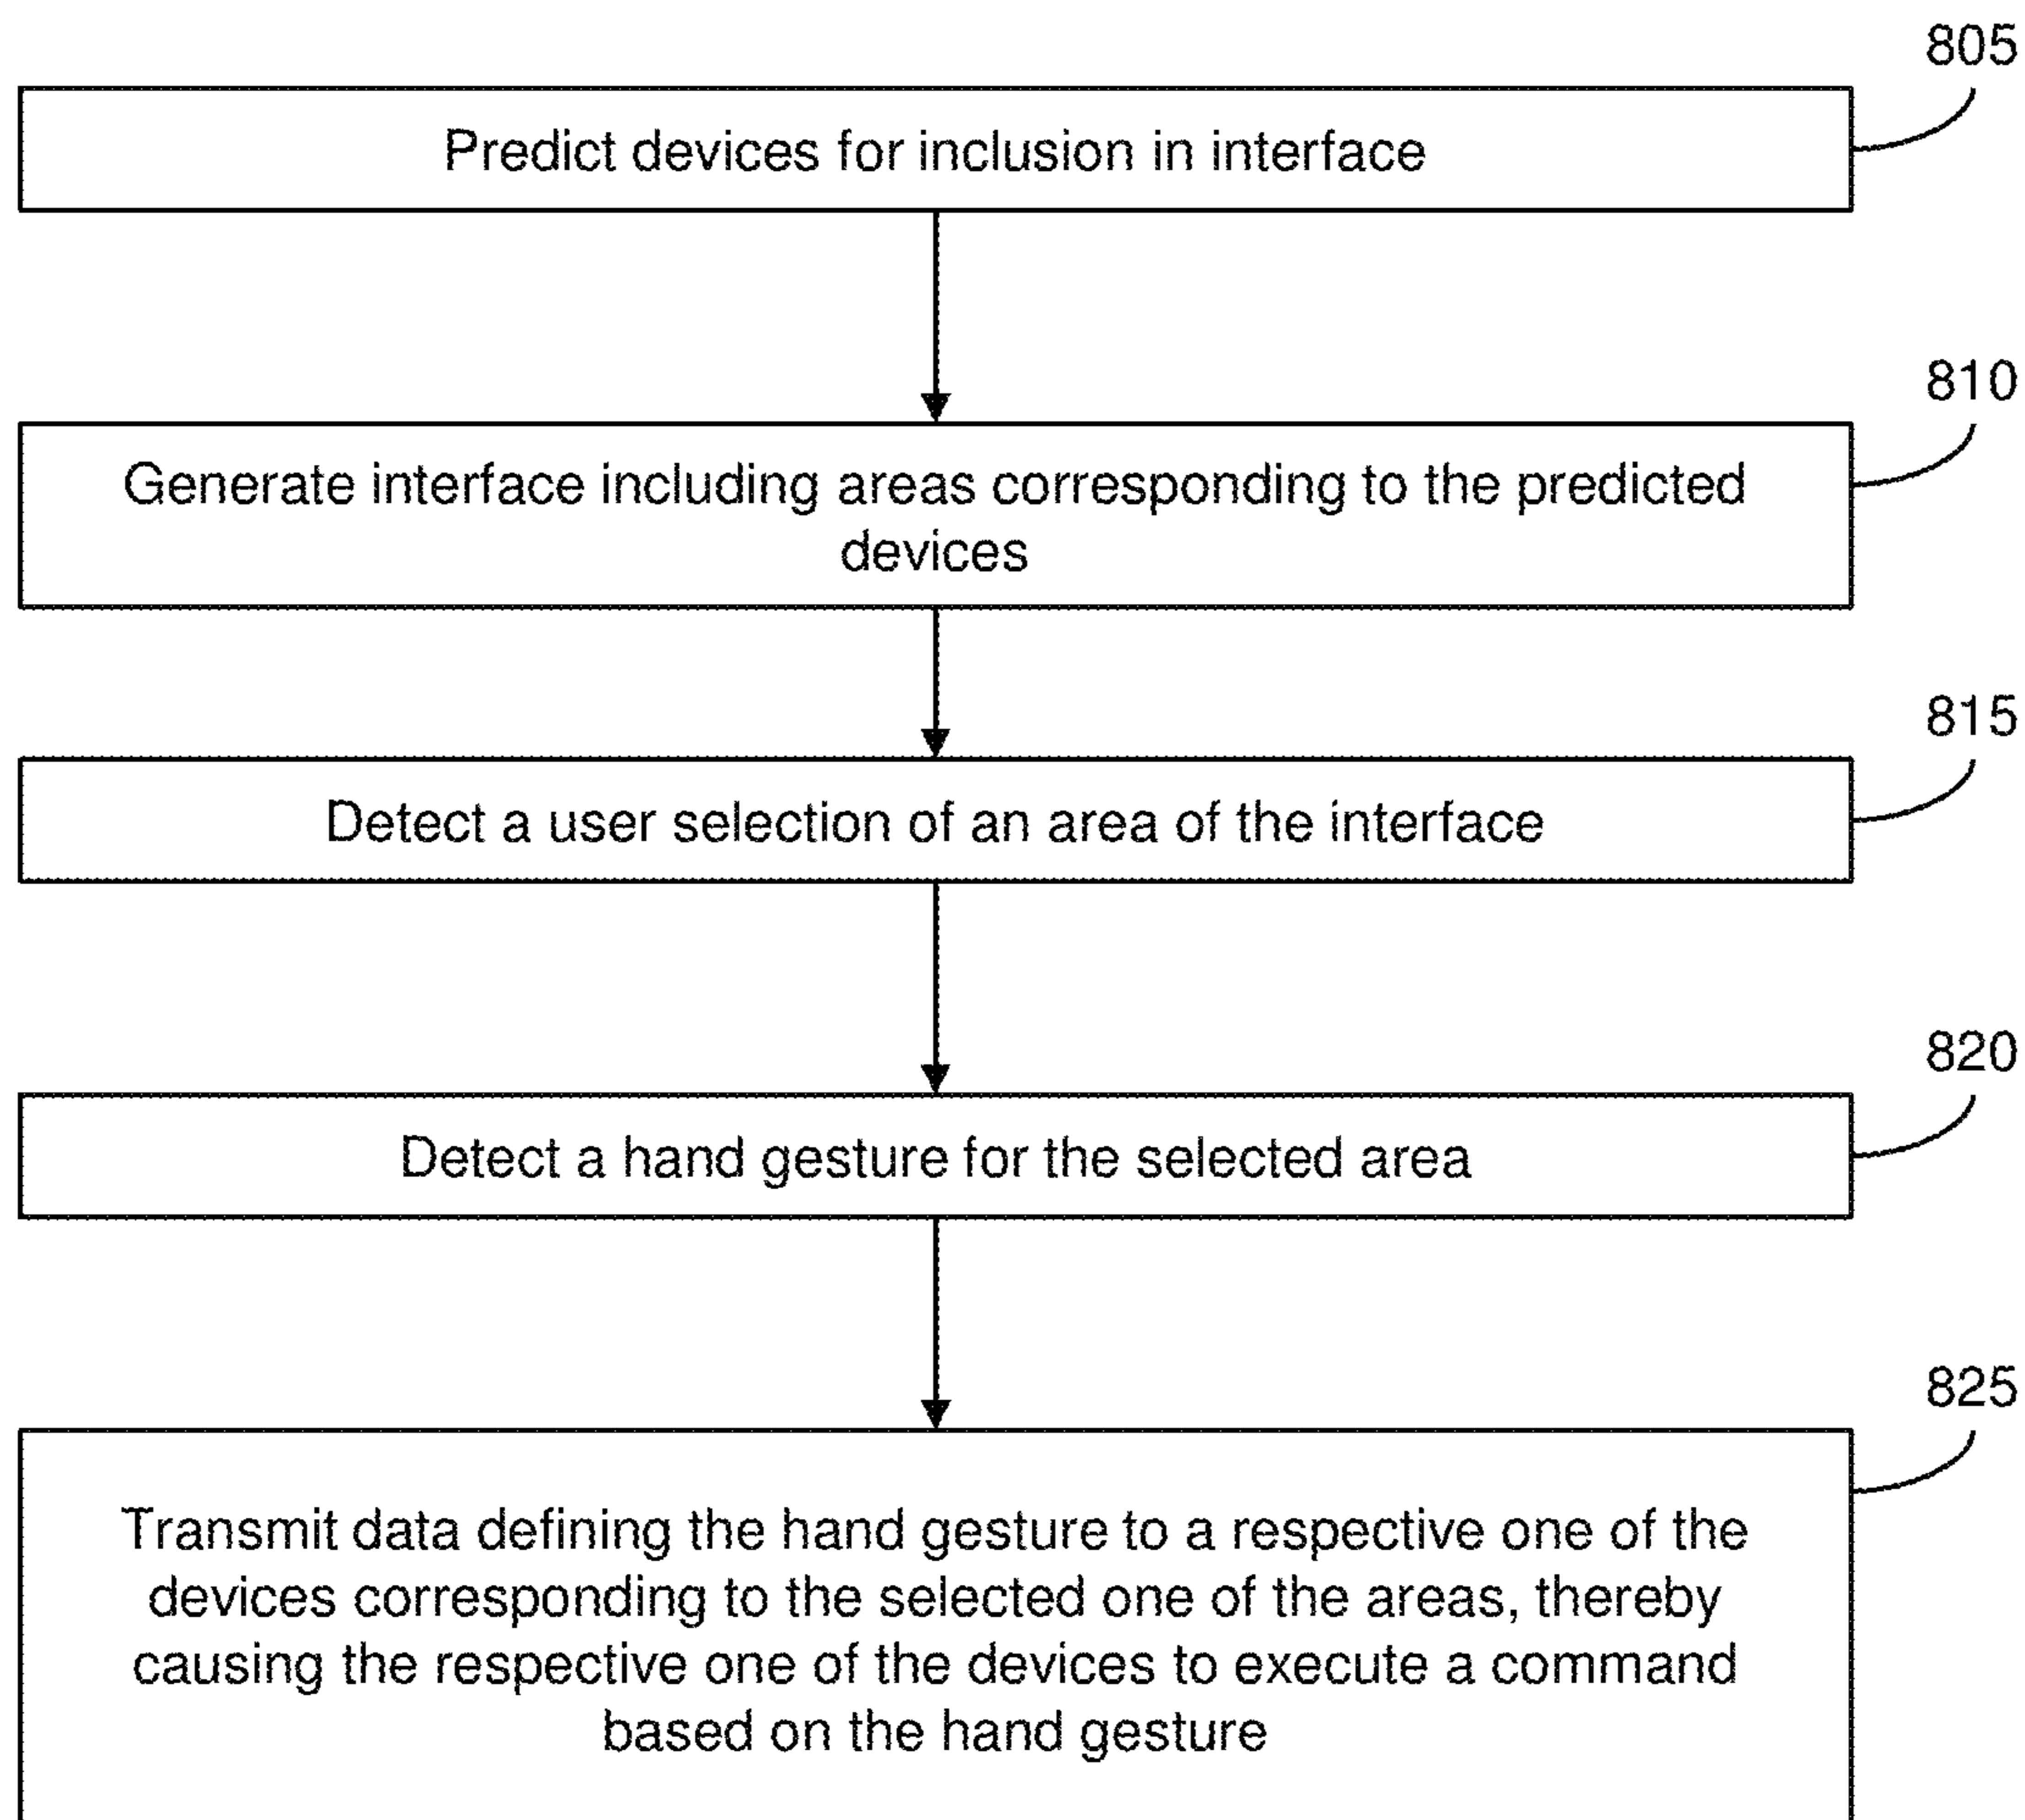 805
Predict devices for inclusion in interface
810
Generate interface including areas corresponding to the predicted
devices
815
Detect a user selection of an area of the interface
820
Detect a hand gesture for the selected area
825
Transmit data defining the hand gesture to a respective one of the
devices corresponding to the selected one of the areas, thereby
causing the respective one of the devices to execute a command
based on the hand gesture